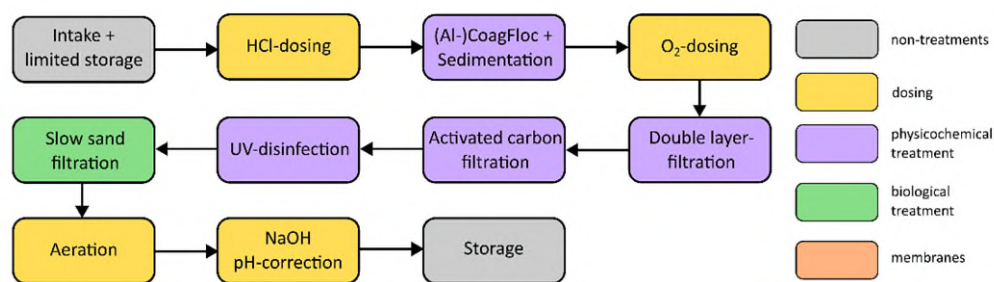 Intake +
limited storage
HCl-dosing
(Al-)CoagFloc +
Sedimentation
O₂-dosing
Slow sand
filtration
UV-disinfection
Activated carbon
filtration
Double layer-
filtration
Aeration
NaOH
pH-correction
Storage
non-treatments
dosing
physicochemical
treatment
biological
treatment
membranes